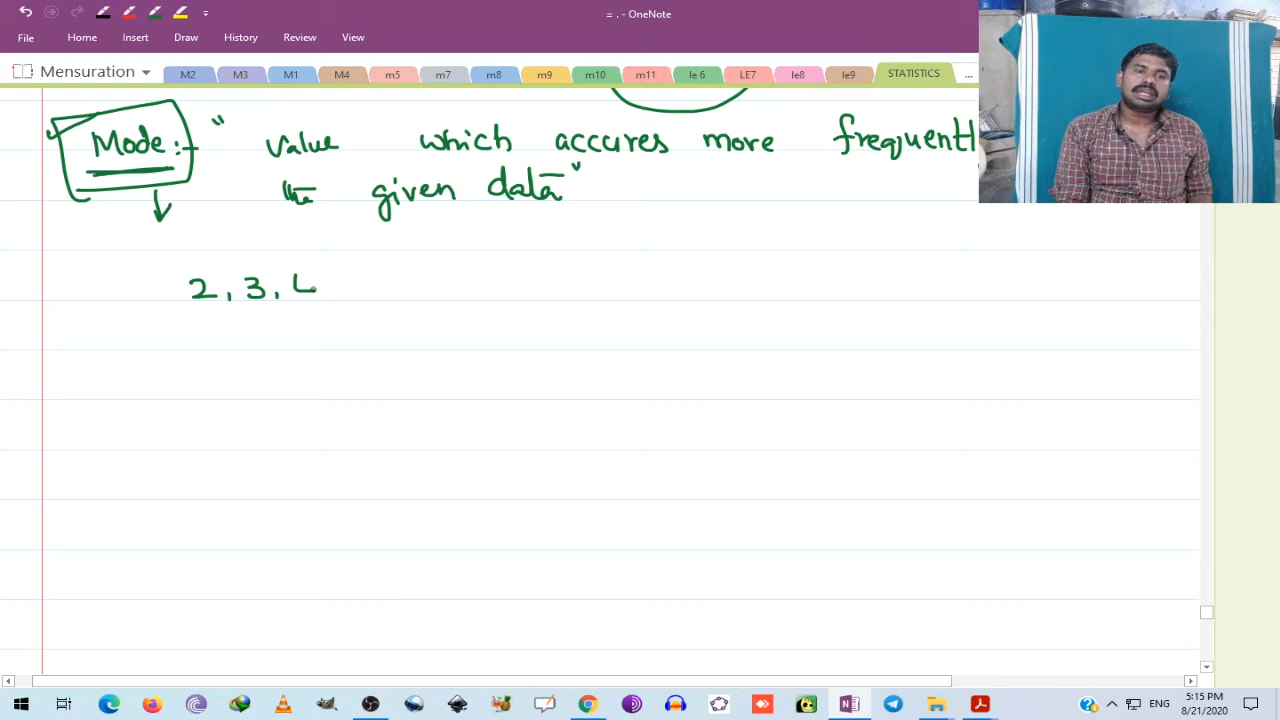 = , - OneNote
File Home Insert Draw History Review View
Mensuration M2 M3 M1 M4 m5 m7 m8 m9 m10 m11 le 6 LE7 le8 le9 STATISTICS ...
Mode :- " value which accures more frequentl
the given data"
2, 3, 4
ENG 5:15 PM
8/21/2020